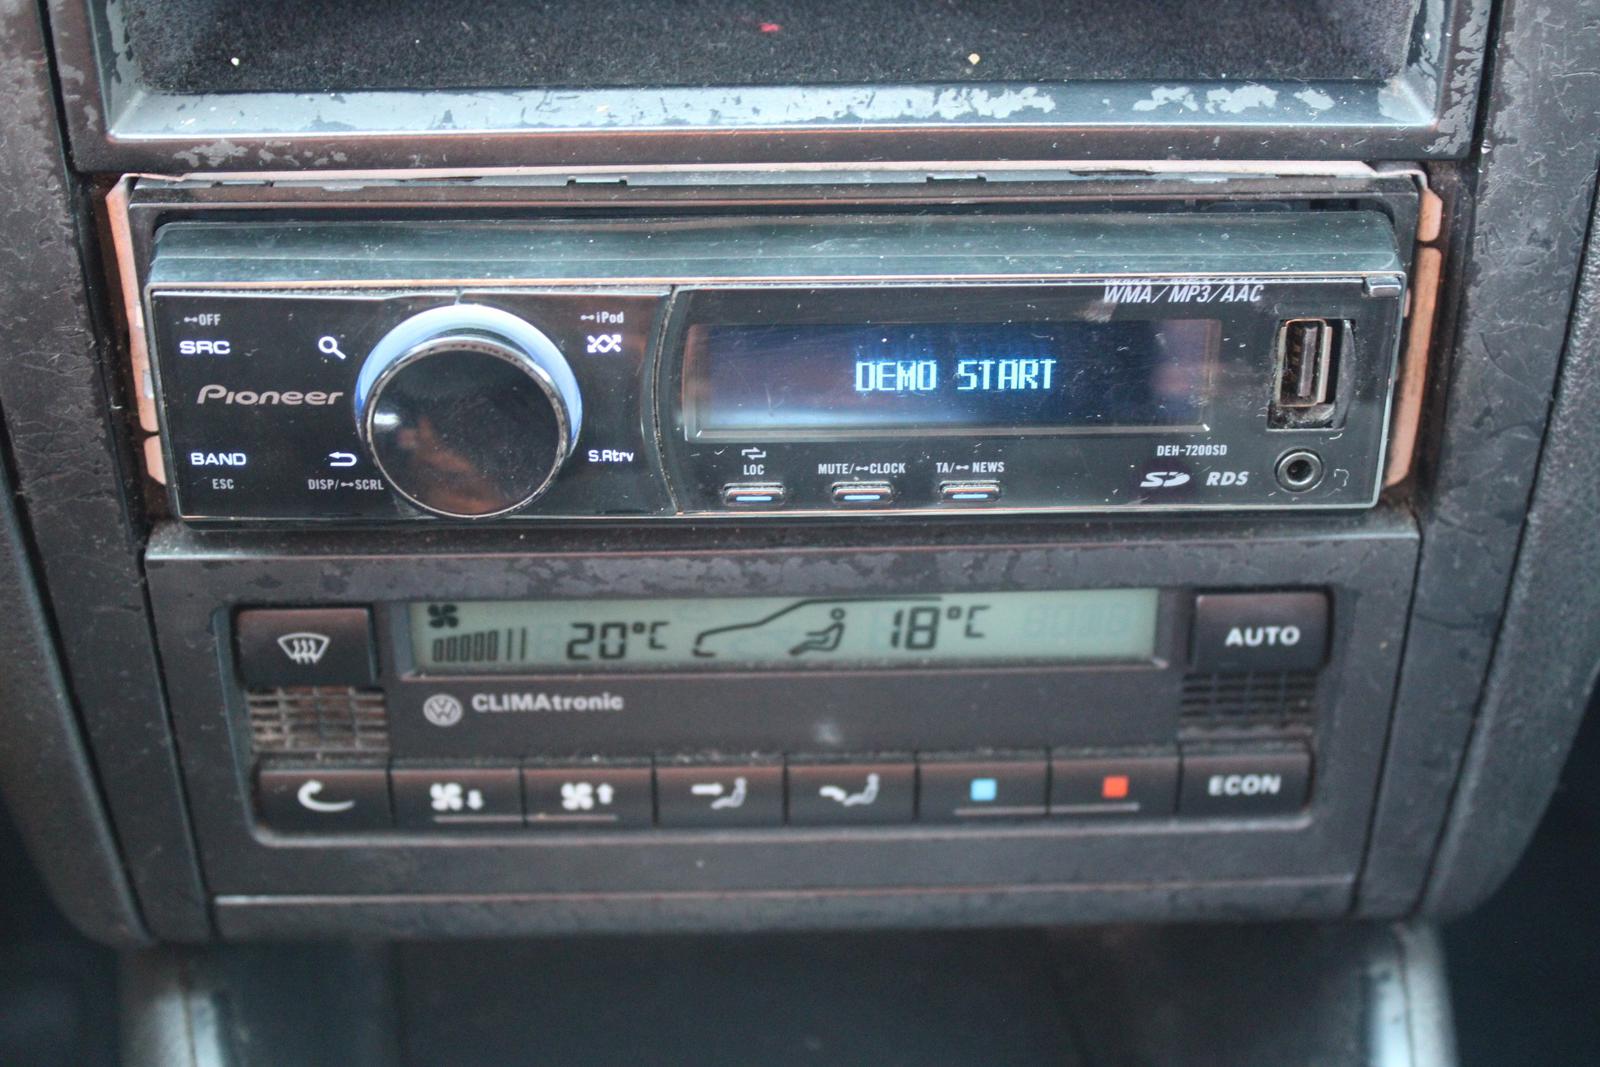 WMA/MP3/AAC
OFF
iPod
SRC
Pioneer
DEMO START
BAND
S.Rtrv
ESC
DISP/SCRL
LOC
MUTE/CLOCK
TA/NEWS
DEH-7200SD
SD RDS
20°C
18°C
AUTO
CLIMAtronic
ECON